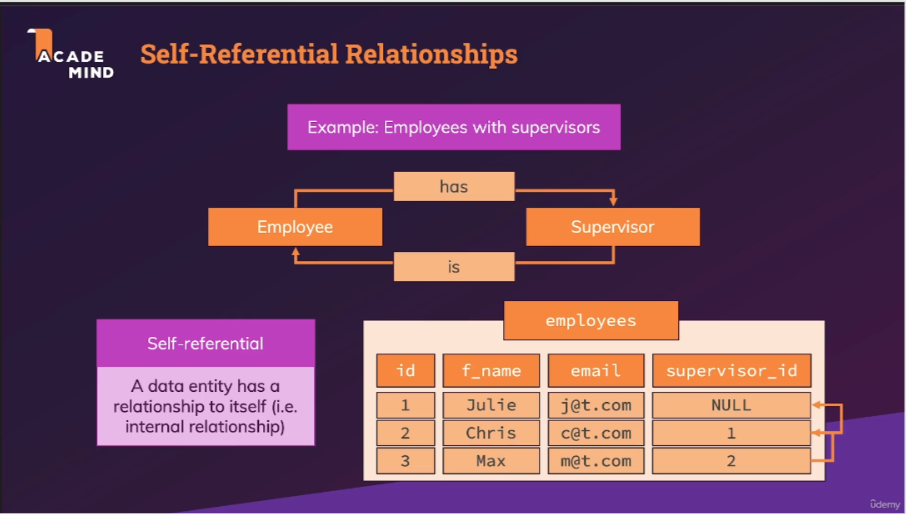 ACADE
MIND
Self-Referential Relationships
Example: Employees with supervisors
has
Employee
Supervisor
is
Self-referential
A data entity has a
relationship to itself (i.e.
internal relationship)
employees
id f_name email supervisor_id
1 Julie j@t.com NULL
2 Chris c@t.com 1
3 Max m@t.com 2
ûdemy